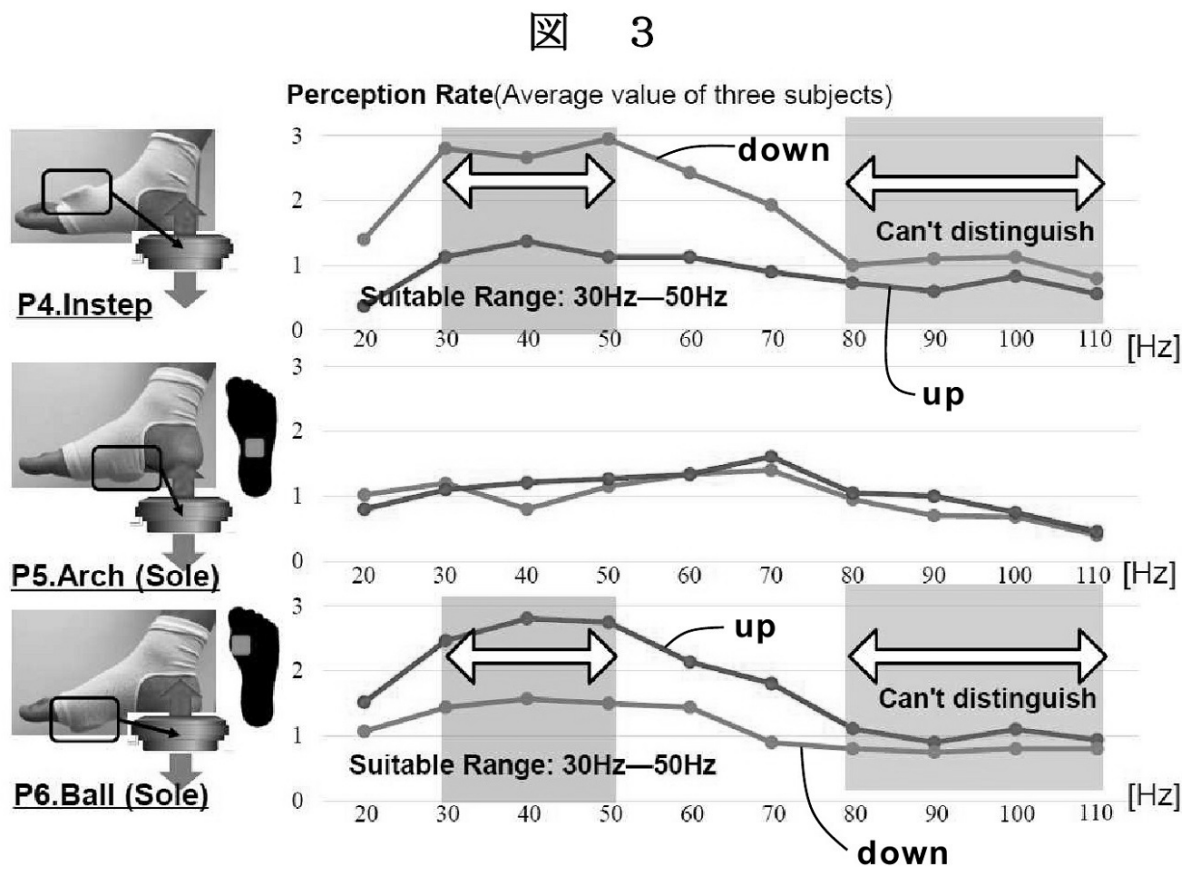 図 3
Perception Rate(Average value of three subjects)
3
2
1
0
down
Can't distinguish
Suitable Range: 30Hz—50Hz
P4.Instep
20 30 40 50 60 70 80 90 100 110 [Hz]
up
3
2
1
0
P5.Arch (Sole)
20 30 40 50 60 70 80 90 100 110 [Hz]
3
2
1
0
up
Can't distinguish
Suitable Range: 30Hz—50Hz
P6.Ball (Sole)
20 30 40 50 60 70 80 90 100 110 [Hz]
down